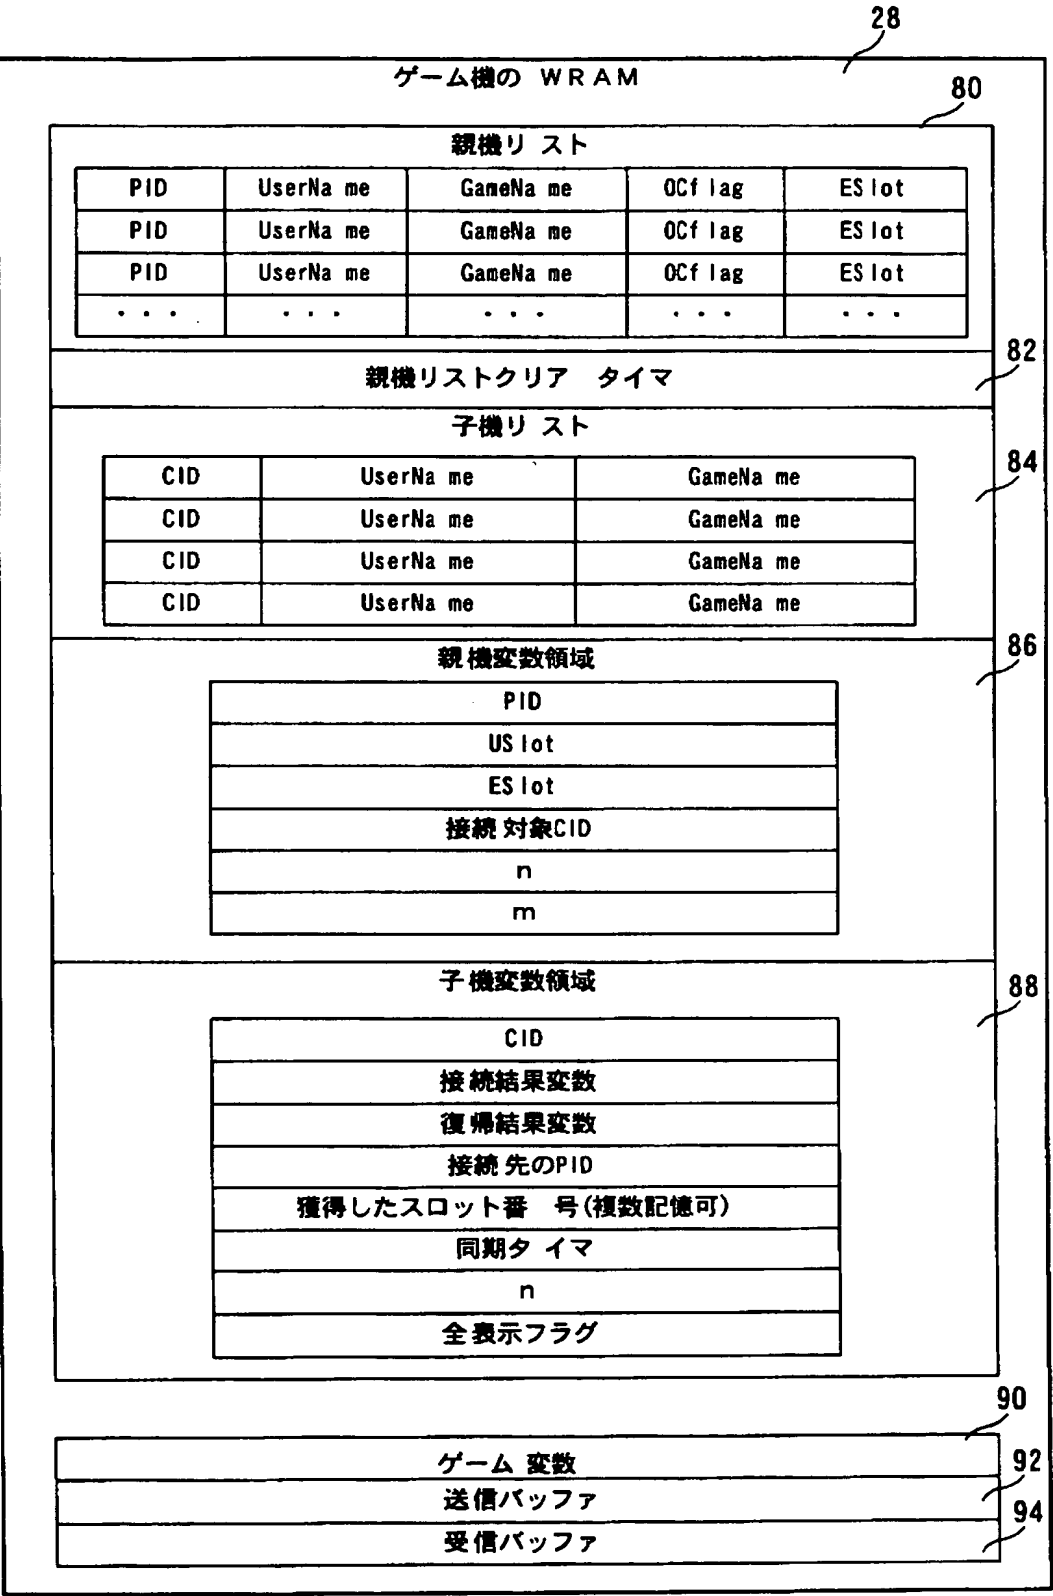 28
ゲーム機の WRAM
80
親機リスト
PID UserName GameName OCflag ESlot
PID UserName GameName OCflag ESlot
PID UserName GameName OCflag ESlot
・・・ ・・・ ・・・ ・・・ ・・・
82
親機リストクリア タイマ
子機リスト
84
CID UserName GameName
CID UserName GameName
CID UserName GameName
CID UserName GameName
86
親機変数領域
PID
USlot
ESlot
接続対象CID
n
m
子機変数領域
88
CID
接続結果変数
復帰結果変数
接続先のPID
獲得したスロット番号(複数記憶可)
同期タイマ
n
全表示フラグ
90
ゲーム変数
92
送信バッファ
94
受信バッファ